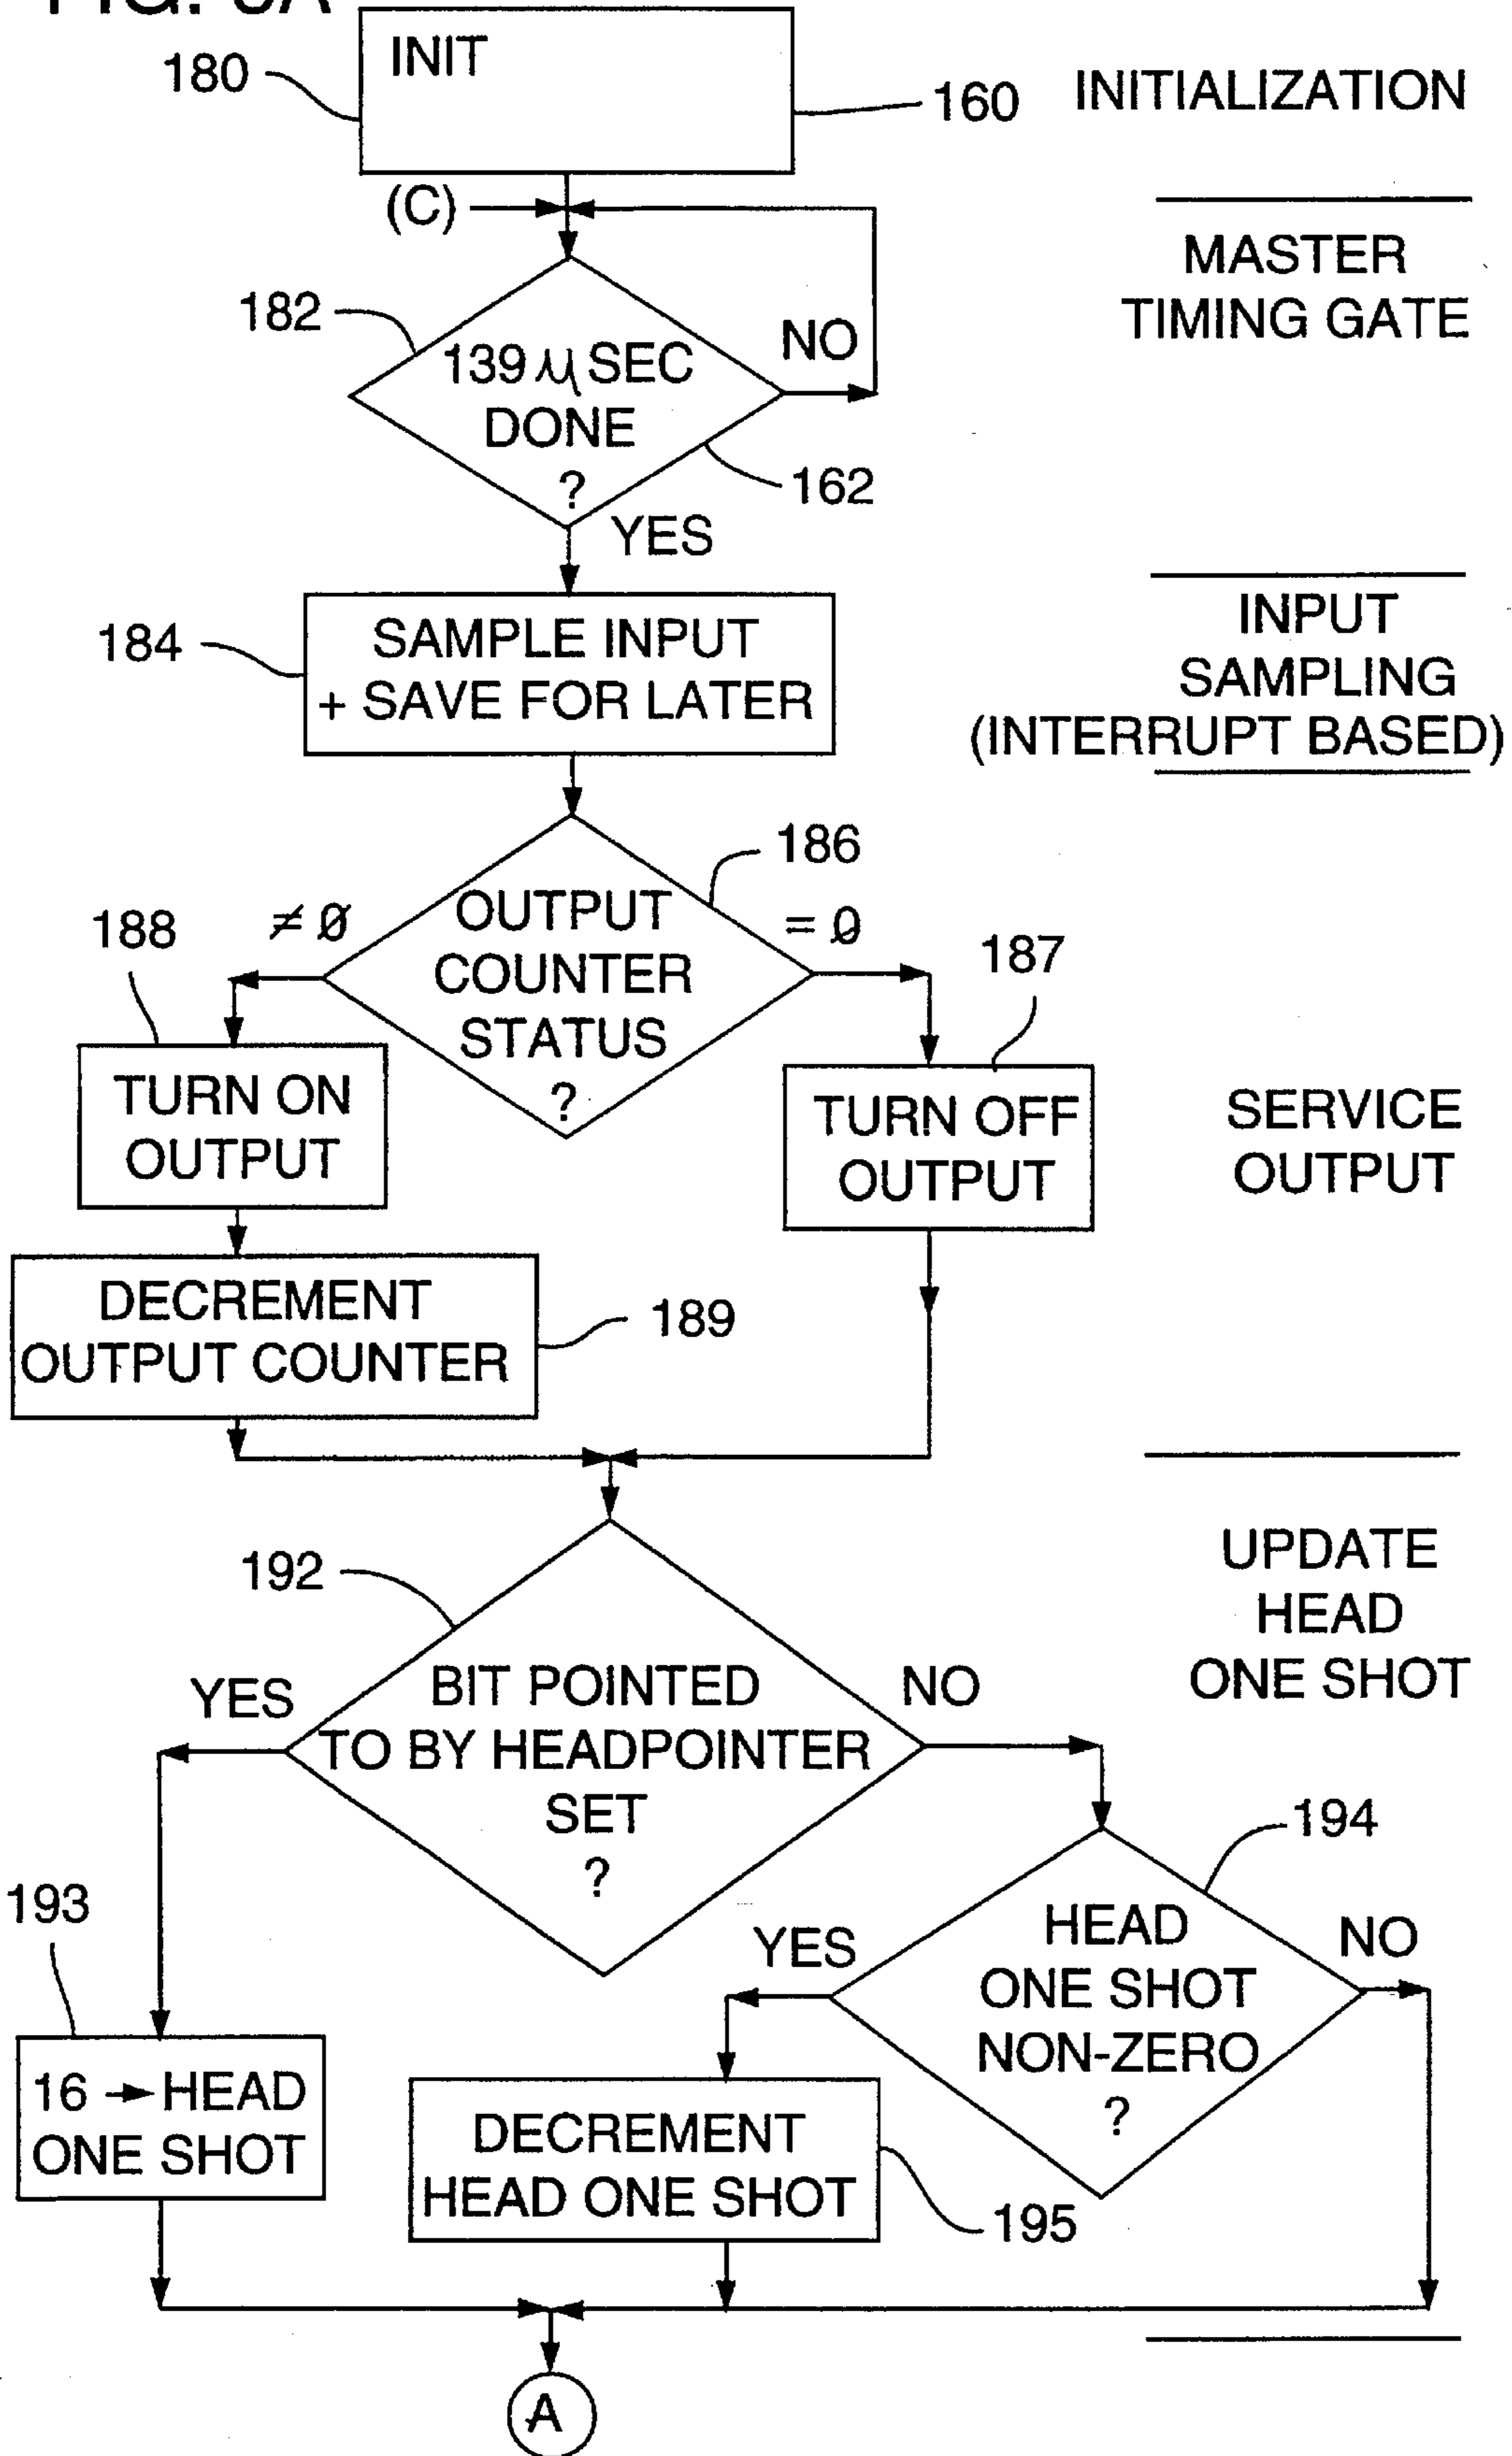 180
INIT
160
INITIALIZATION
(C)
MASTER
TIMING GATE
182
139 μ SEC
DONE
?
NO
162
YES
184
SAMPLE INPUT
+ SAVE FOR LATER
INPUT
SAMPLING
(INTERRUPT BASED)
186
OUTPUT
COUNTER
STATUS
?
≠ 0
= 0
188
187
TURN ON
OUTPUT
TURN OFF
OUTPUT
SERVICE
OUTPUT
DECREMENT
OUTPUT COUNTER
189
192
UPDATE
HEAD
ONE SHOT
YES
BIT POINTED
TO BY HEADPOINTER
SET
?
NO
194
193
YES
HEAD
ONE SHOT
NON-ZERO
?
NO
16 → HEAD
ONE SHOT
DECREMENT
HEAD ONE SHOT
195
A